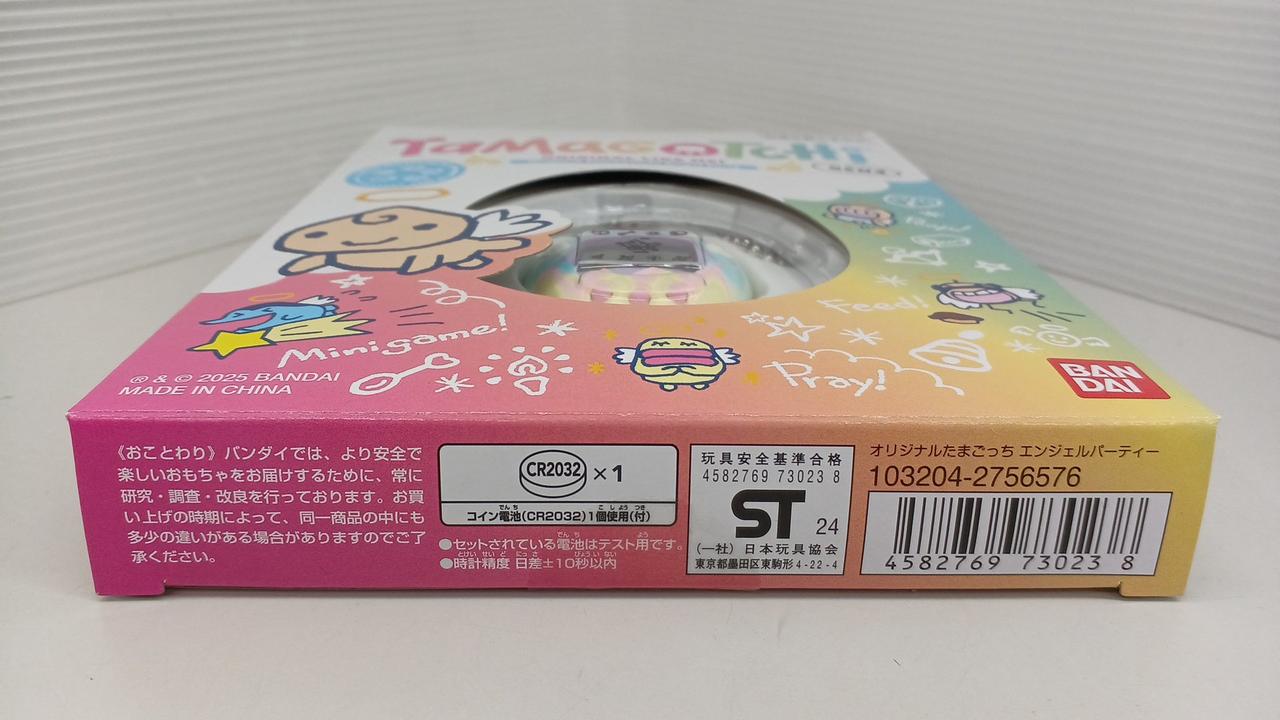 TaMaGOTCHi
Minigame!
Feed!
Pray!
® & © 2025 BANDAI
MADE IN CHINA
BAN
DAI
《おことわり》バンダイでは、より安全で
楽しいおもちゃをお届けするために、常に
研究・調査・改良を行っております。お買
い上げの時期によって、同一商品の中にも
多少の違いがある場合がありますのでご了
承ください。
CR2032 ×1
コイン電池(CR2032)1個使用(付)
●セットされている電池はテスト用です。
●時計精度 日差±10秒以内
玩具安全基準合格
4582769 73023 8
ST 24
(一社) 日本玩具協会
東京都墨田区東駒形4-22-4
オリジナルたまごっち エンジェルパーティー
103204-2756576
4582769 73023 8